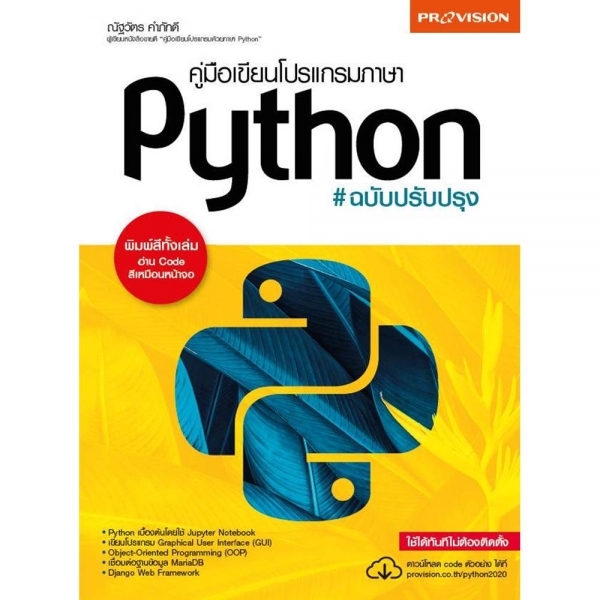 ณัฐวัตร คำภักดี
PROVISION
ผู้เขียนหนังสือขายดี "คู่มือเขียนโปรแกรมด้วยภาษา Python"
คู่มือเขียนโปรแกรมภาษา
Python
#ฉบับปรับปรุง
พิมพ์สีทั้งเล่ม
อ่าน Code
สีเหมือนหน้าจอ
• Python เบื้องต้นโดยใช้ Jupyter Notebook
• เขียนโปรแกรม Graphical User Interface (GUI)
• Object-Oriented Programming (OOP)
• เชื่อมต่อฐานข้อมูล MariaDB
• Django Web Framework
ใช้ได้ทันทีไม่ต้องติดตั้ง
ดาวน์โหลด code ตัวอย่าง ได้ที่
provision.co.th/python2020